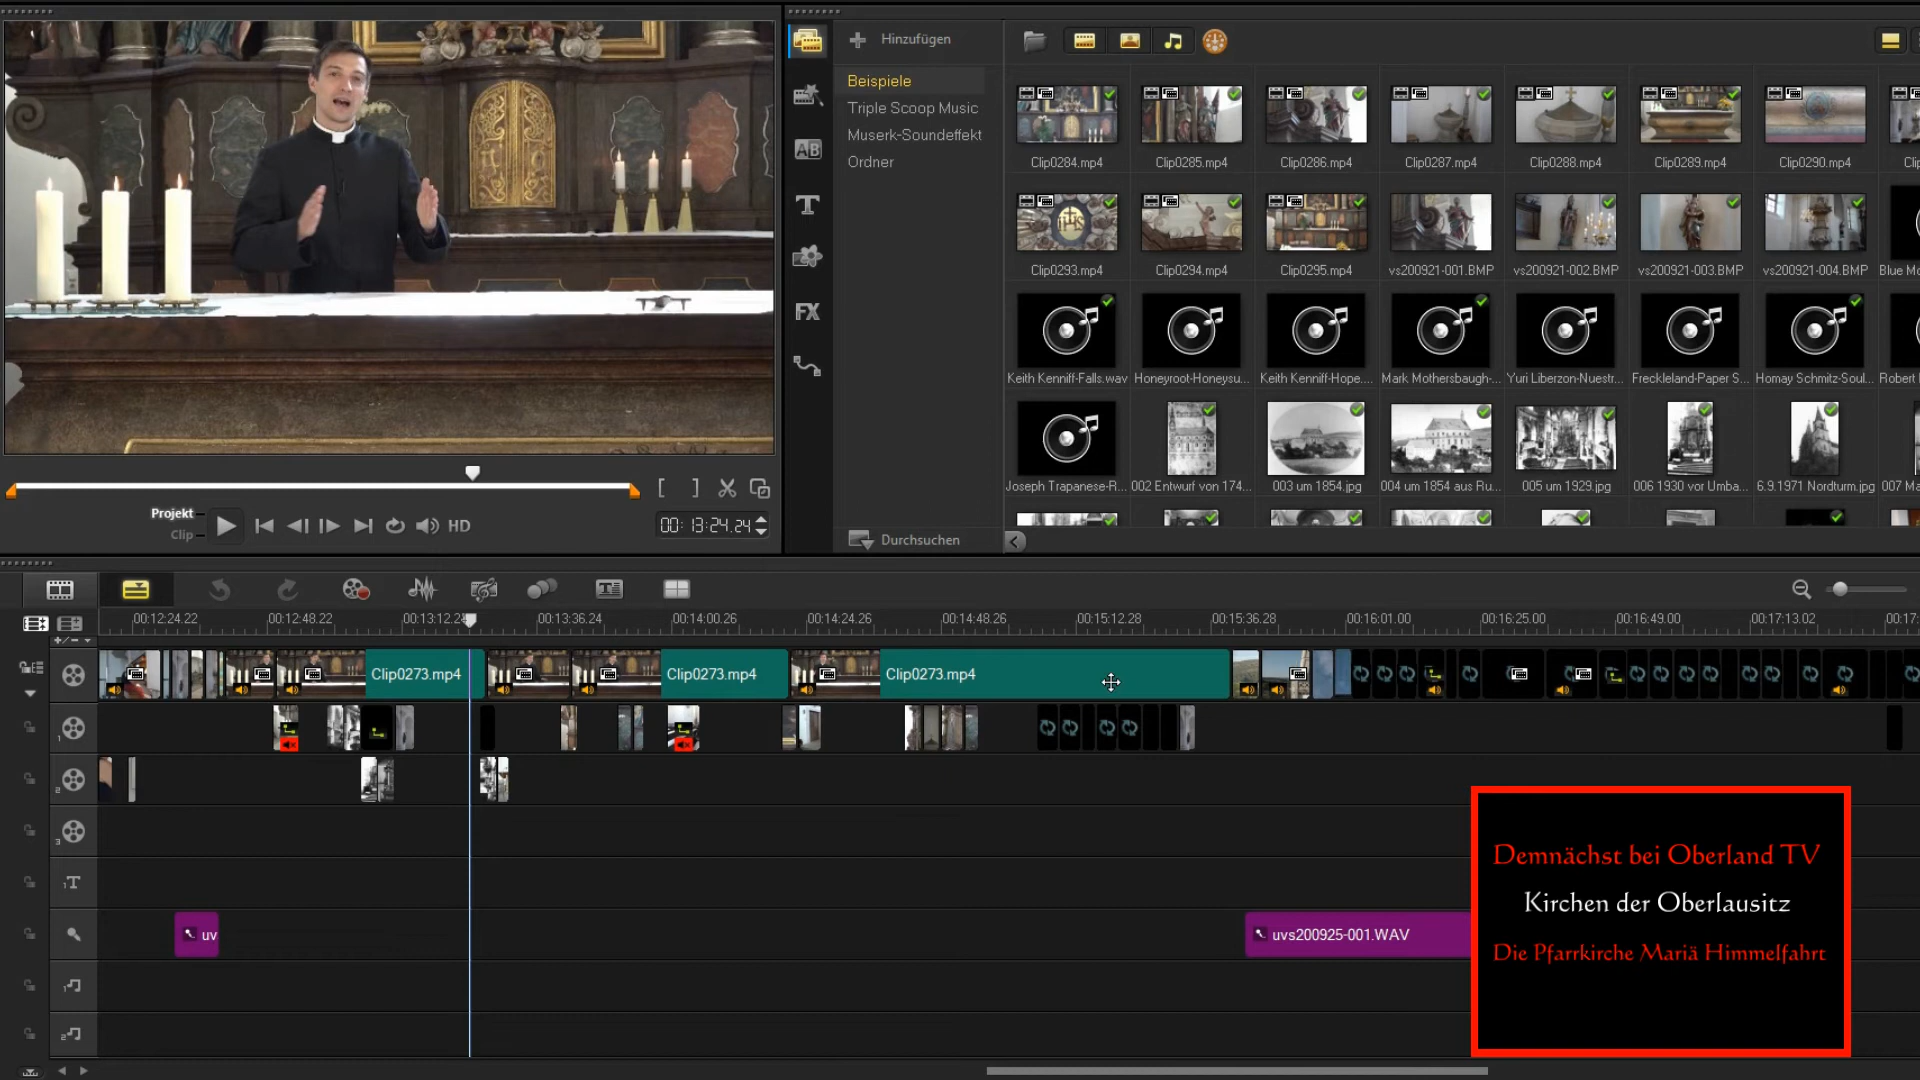 Hinzufügen
Beispiele
Triple Scoop Music
Muserk-Soundeffekt
Ordner
Durchsuchen
Clip0284.mp4
Clip0285.mp4
Clip0286.mp4
Clip0287.mp4
Clip0288.mp4
Clip0289.mp4
Clip0290.mp4
Clip0293.mp4
Clip0294.mp4
Clip0295.mp4
vs200921-001.BMP
vs200921-002.BMP
vs200921-003.BMP
vs200921-004.BMP
Blue Mo
Keith Kenniff-Falls.wav
Honeyroot-Honeysu...
Keith Kenniff-Hope....
Mark Mothersbaugh-...
Yuri Liberzon-Nuestr...
Freckleland-Paper S...
Homay Schmitz-Soul...
Robert
Joseph Trapanese-R...
002 Entwurf von 174...
003 um 1854.jpg
004 um 1854 aus Ru...
005 um 1929.jpg
006 1930 vor Umba...
6.9.1971 Nordturm.jpg
007 Ma
AB
T
FX
Projekt
Clip
HD
00: 13:24.24
00:12:24.22
00:12:48.22
00:13:12.24
00:13:36.24
00:14:00.26
00:14:24.26
00:14:48.26
00:15:12.28
00:15:36.28
00:16:01.00
00:16:25.00
00:16:49.00
00:17:13.02
00:17:
Clip0273.mp4
Clip0273.mp4
Clip0273.mp4
1
2
3
1T
uv
uvs200925-001.WAV
1
2
Demnächst bei Oberland TV
Kirchen der Oberlausitz
Die Pfarrkirche Mariä Himmelfahrt